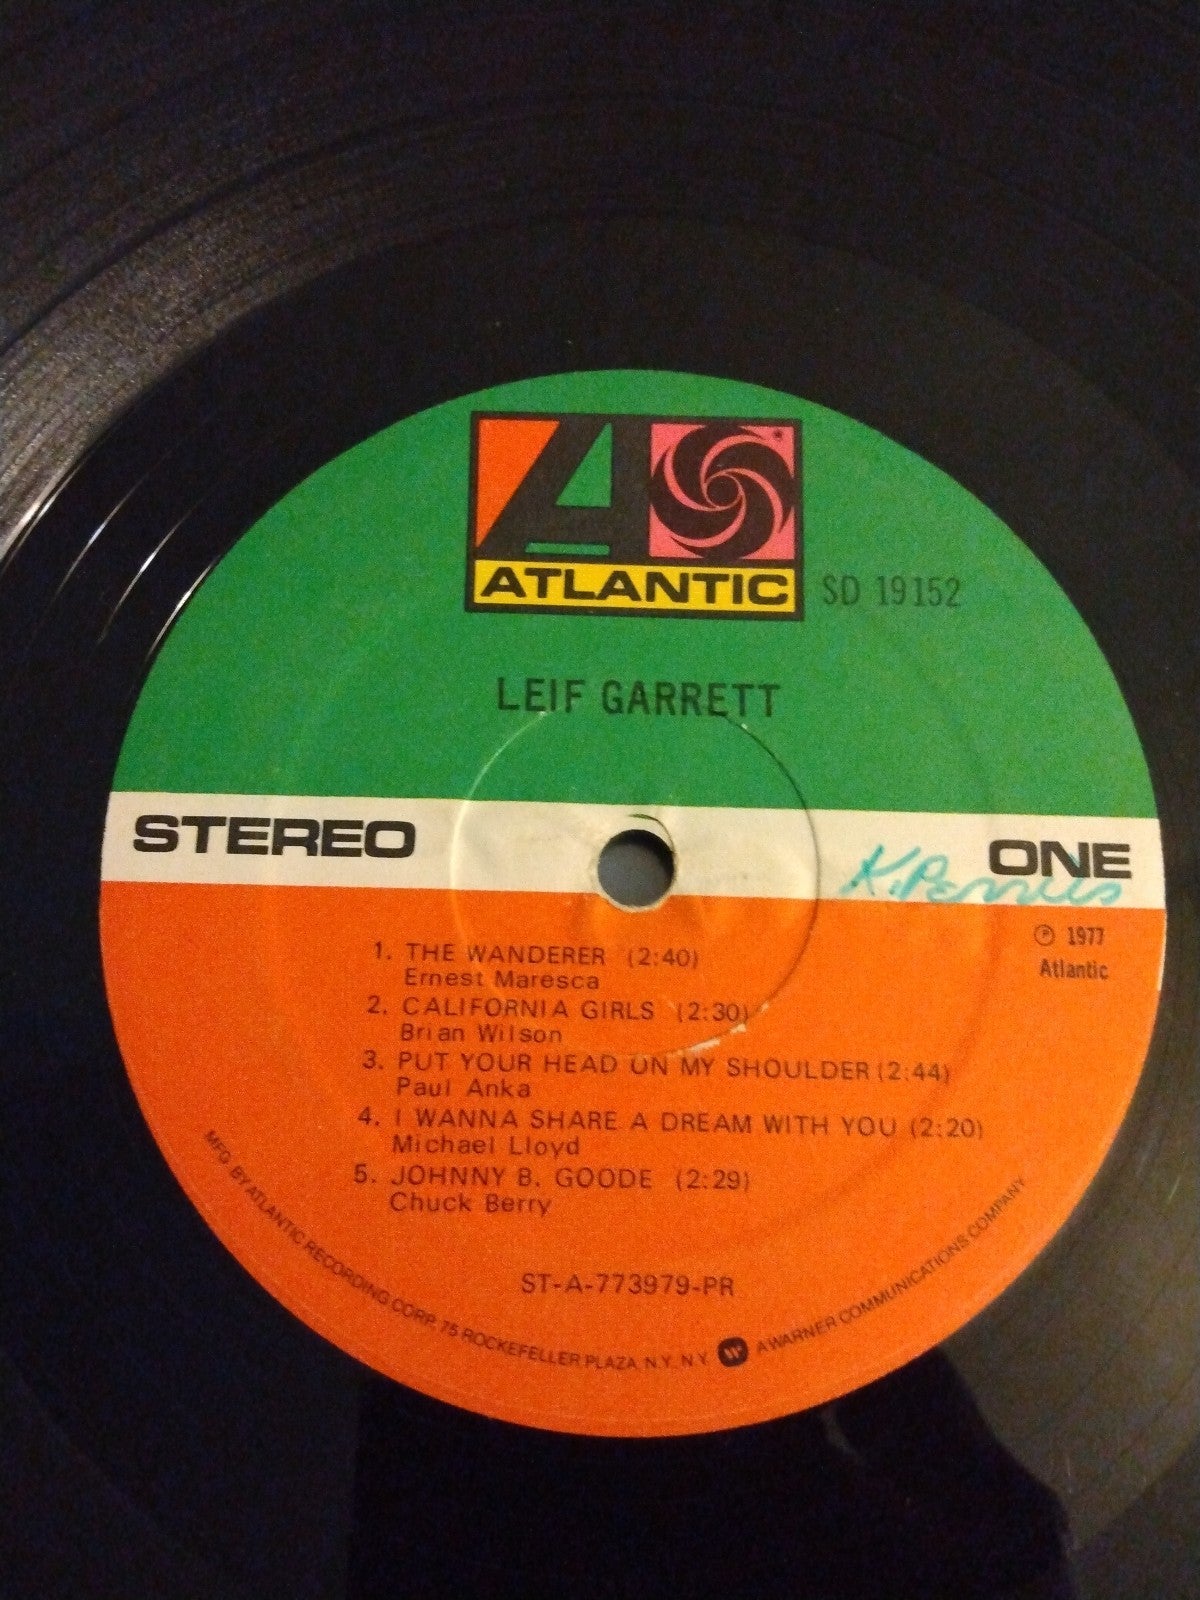 ATLANTIC
SD 19152
LEIF GARRETT
STEREO
ONE
℗ 1977
Atlantic
1. THE WANDERER (2:40)
Ernest Maresca
2. CALIFORNIA GIRLS (2:30)
Brian Wilson
3. PUT YOUR HEAD ON MY SHOULDER (2:44)
Paul Anka
4. I WANNA SHARE A DREAM WITH YOU (2:20)
Michael Lloyd
5. JOHNNY B. GOODE (2:29)
Chuck Berry
ST-A-773979-PR
MFG. BY ATLANTIC RECORDING CORP. 75 ROCKEFELLER PLAZA, N.Y. N.Y. W A WARNER COMMUNICATIONS COMPANY